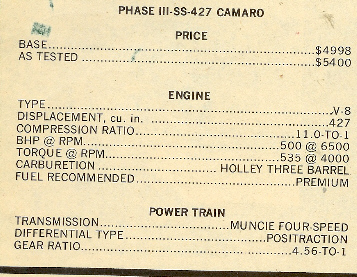 PHASE III-SS-427 CAMARO
PRICE
BASE..............................................$4998
AS TESTED.........................................$5400
ENGINE
TYPE..............................................V-8
DISPLACEMENT, cu. in. ............................427
COMPRESSION RATIO.................................11.0-TO-1
BHP @ RPM.........................................500 @ 6500
TORQUE @ RPM......................................535 @ 4000
CARBURETION.......................................HOLLEY THREE BARREL
FUEL RECOMMENDED..................................PREMIUM
POWER TRAIN
TRANSMISSION......................................MUNCIE FOUR-SPEED
DIFFERENTIAL TYPE.................................POSITRACTION
GEAR RATIO........................................4.56-TO-1